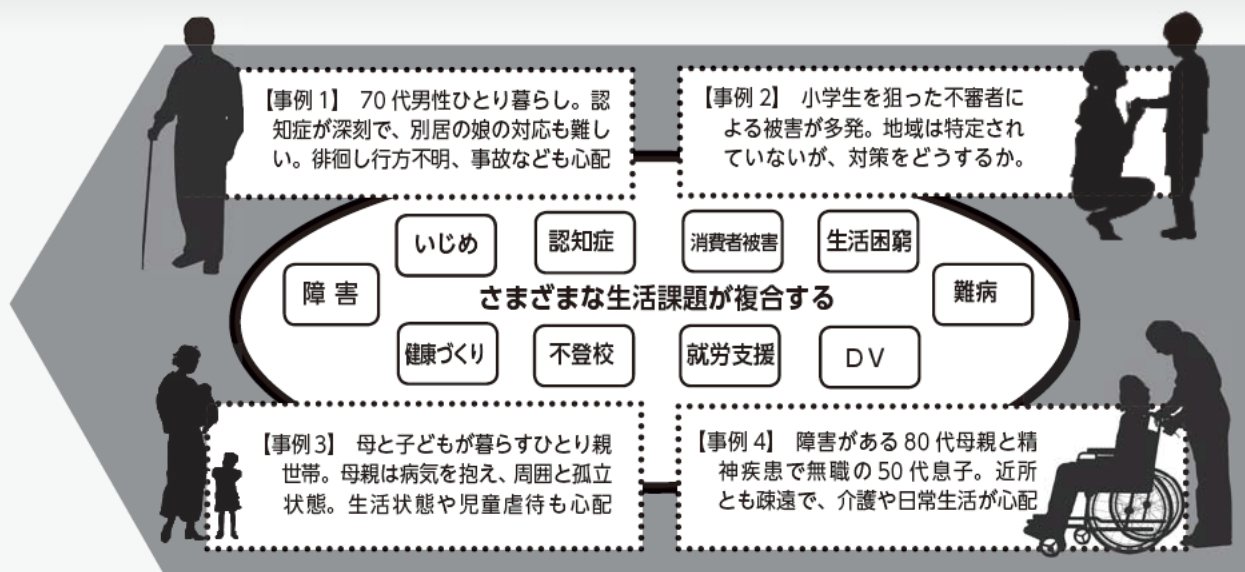 【事例1】 70代男性ひとり暮らし。認
知症が深刻で、別居の娘の対応も難し
い。徘徊し行方不明、事故なども心配
【事例2】 小学生を狙った不審者に
よる被害が多発。地域は特定され
ていないが、対策をどうするか。
いじめ
認知症
消費者被害
生活困窮
障害
さまざまな生活課題が複合する
難病
健康づくり
不登校
就労支援
DV
【事例3】 母と子どもが暮らすひとり親
世帯。母親は病気を抱え、周囲と孤立
状態。生活状態や児童虐待も心配
【事例4】 障害がある80代母親と精
神疾患で無職の50代息子。近所
とも疎遠で、介護や日常生活が心配